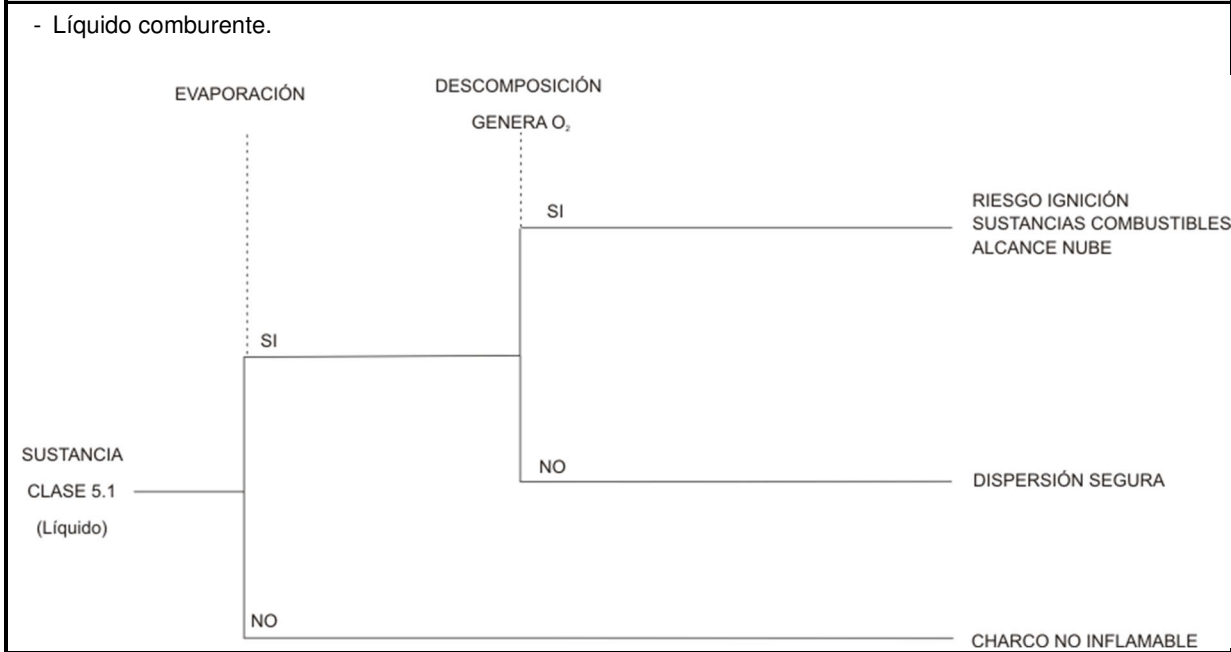 - Líquido comburente.
EVAPORACIÓN
DESCOMPOSICIÓN
GENERA O₂
SI
RIESGO IGNICIÓN
SUSTANCIAS COMBUSTIBLES
ALCANCE NUBE
SI
SUSTANCIA
CLASE 5.1
(Líquido)
NO
DISPERSIÓN SEGURA
NO
CHARCO NO INFLAMABLE